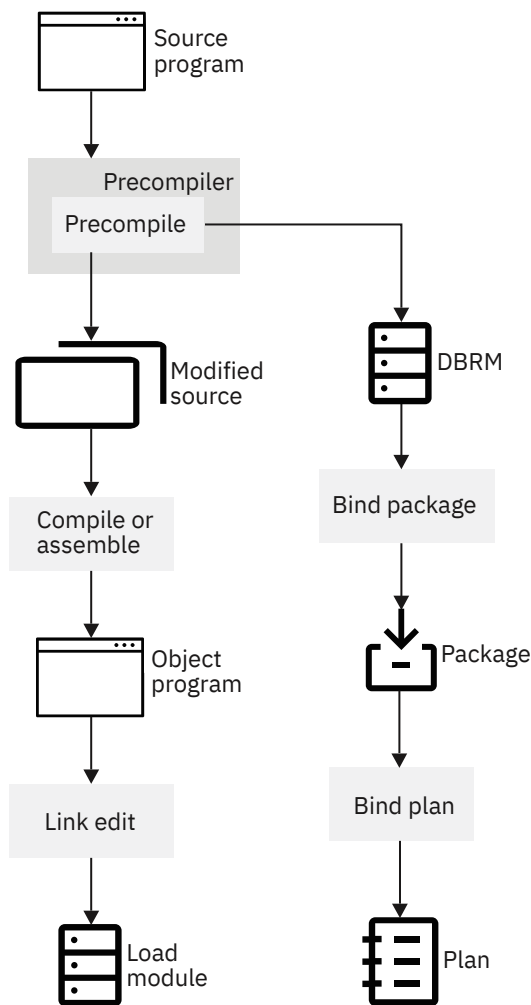 Source
program
Precompiler
Precompile
Modified
source
DBRM
Compile or
assemble
Bind package
Object
program
Package
Link edit
Bind plan
Load
module
Plan